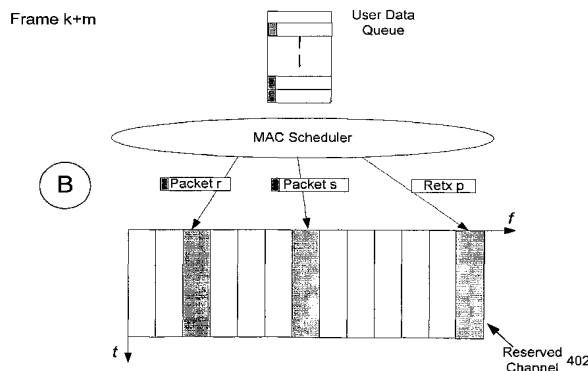 Frame k+m
User Data
Queue
MAC Scheduler
B
Packet r
Packet s
Retx p
f
t
Reserved
Channel 402